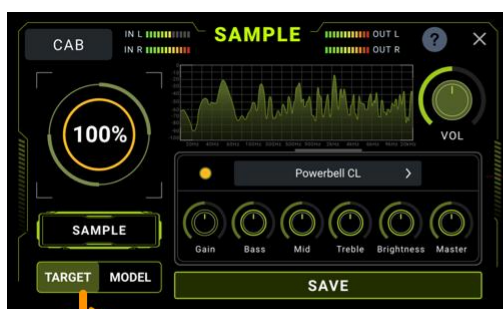 CAB
IN L
IN R
SAMPLE
OUT L
OUT R
?
VOL
100%
Powerbell CL
Gain Bass Mid Treble Brightness Master
SAMPLE
TARGET MODEL
SAVE